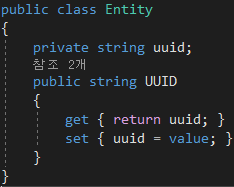 public class Entity
{
private string uuid;
참조 2개
public string UUID
{
get { return uuid; }
set { uuid = value; }
}
}